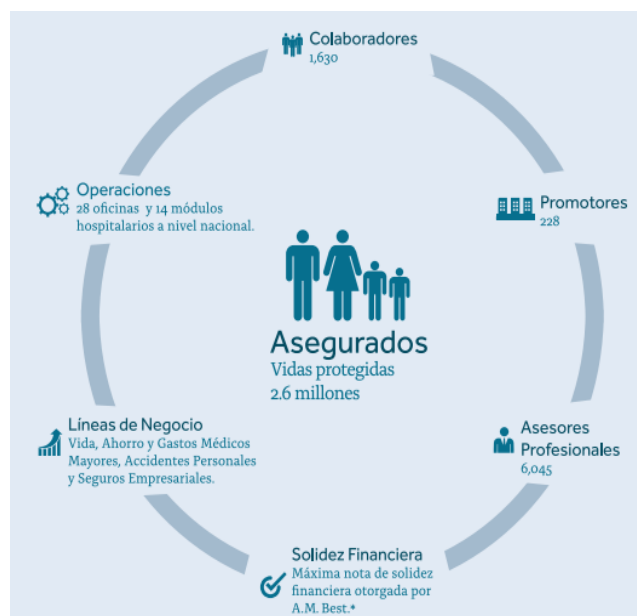 Colaboradores
1,630
Operaciones
28 oficinas y 14 módulos
hospitalarios a nivel nacional.
Promotores
228
Asegurados
Vidas protegidas
2.6 millones
Líneas de Negocio
Vida, Ahorro y Gastos Médicos
Mayores, Accidentes Personales
y Seguros Empresariales.
Asesores
Profesionales
6,045
Solidez Financiera
Máxima nota de solidez
financiera otorgada por
A.M. Best.*